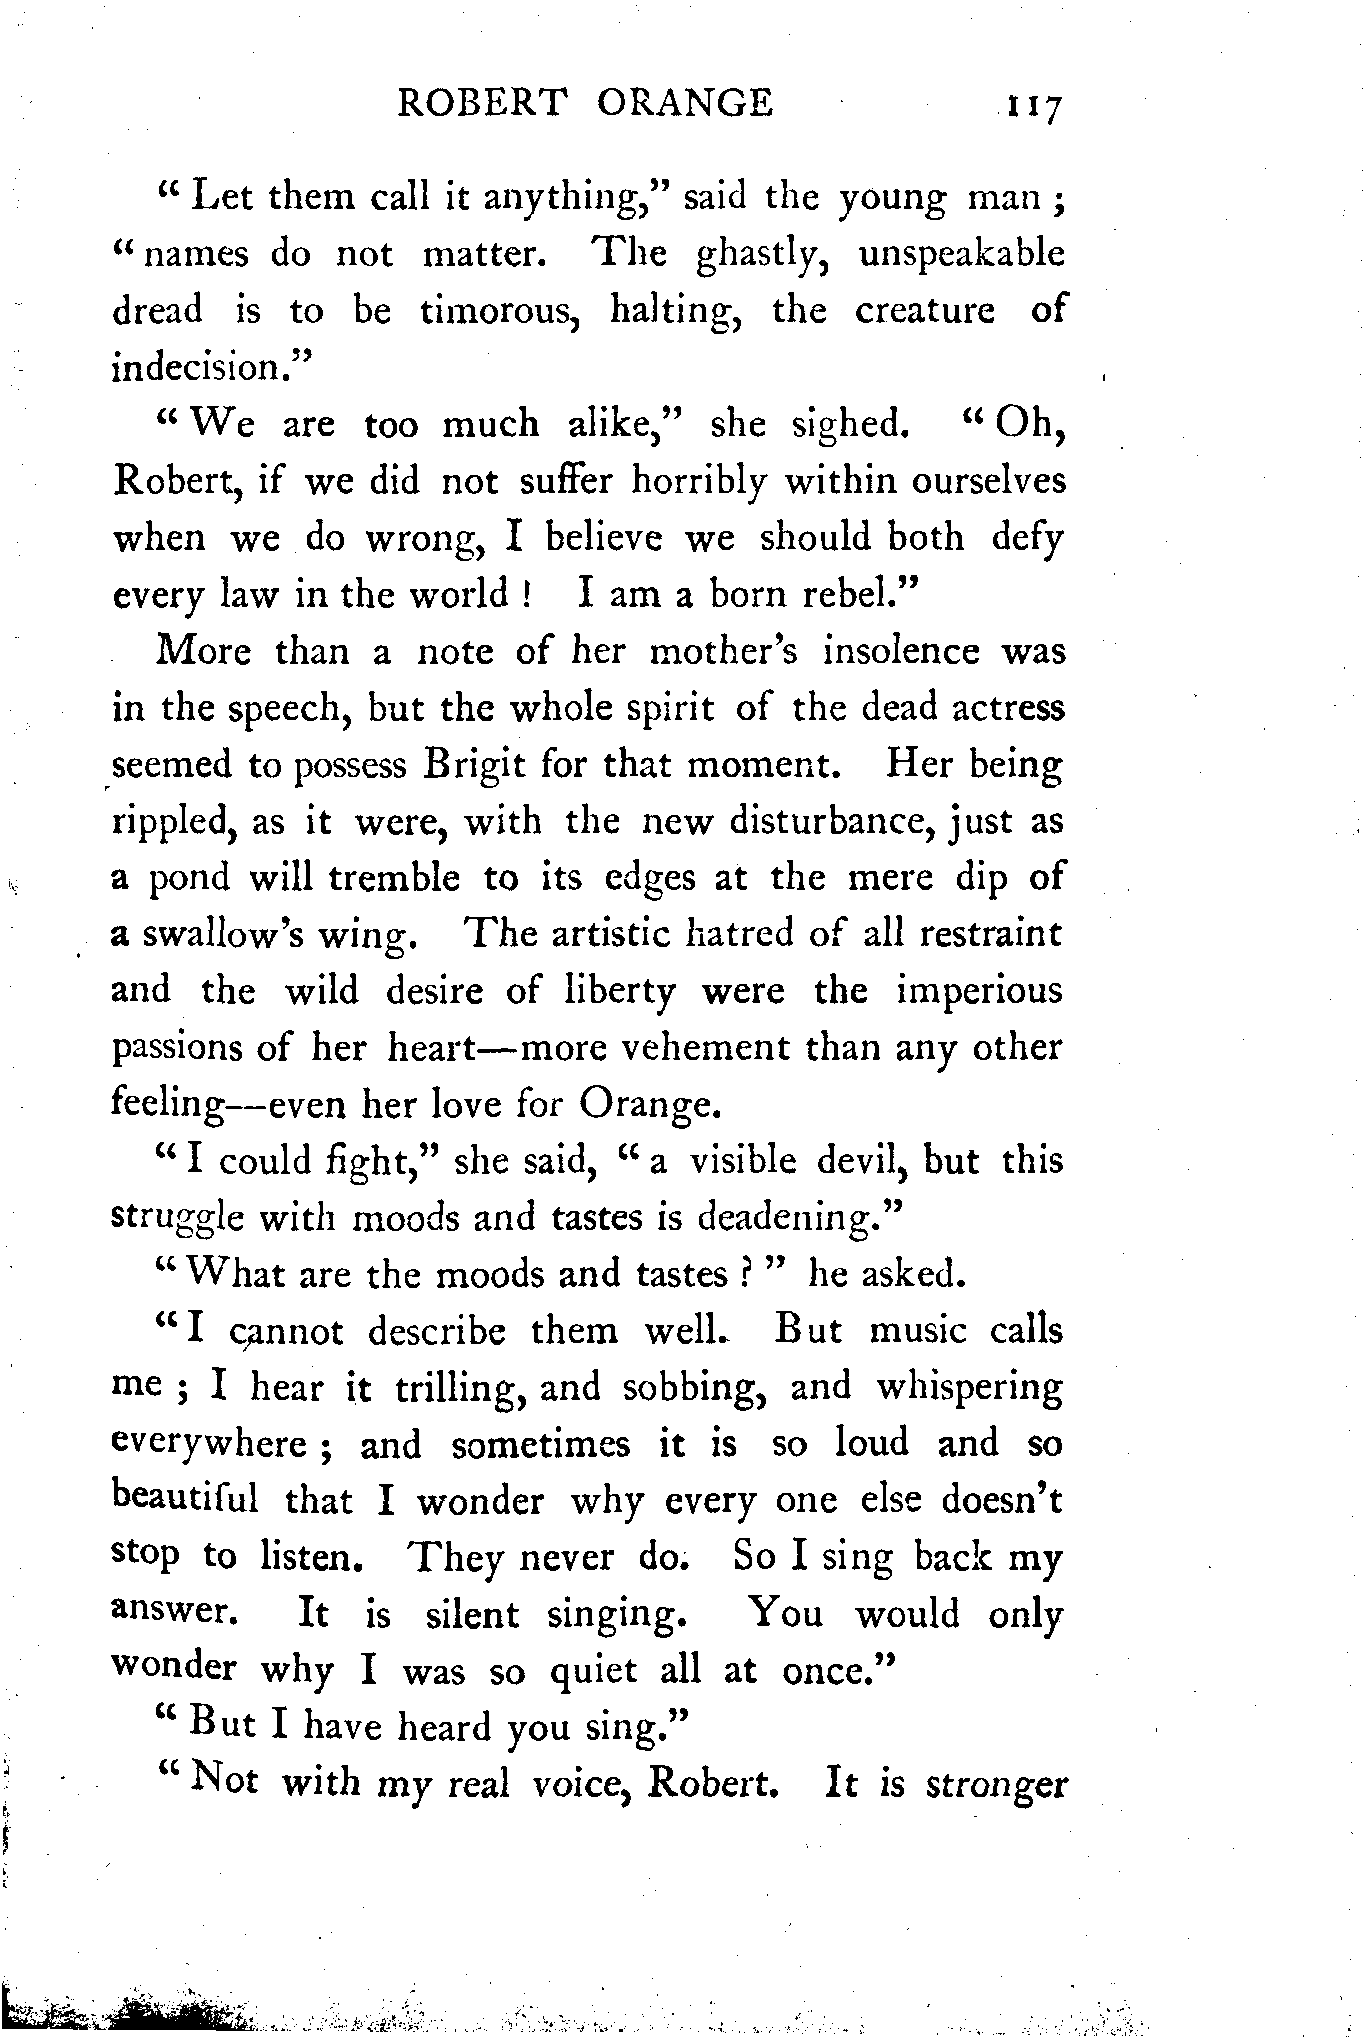 ROBERT ORANGE 117
“ Let them call it anything,” said the young man ;
“ names do not matter. The ghastly, unspeakable
dread is to be timorous, halting, the creature of
indecision.”
“ We are too much alike,” she sighed. “ Oh,
Robert, if we did not suffer horribly within ourselves
when we do wrong, I believe we should both defy
every law in the world ! I am a born rebel.”
More than a note of her mother’s insolence was
in the speech, but the whole spirit of the dead actress
seemed to possess Brigit for that moment. Her being
rippled, as it were, with the new disturbance, just as
a pond will tremble to its edges at the mere dip of
a swallow’s wing. The artistic hatred of all restraint
and the wild desire of liberty were the imperious
passions of her heart—more vehement than any other
feeling—even her love for Orange.
“ I could fight,” she said, “ a visible devil, but this
struggle with moods and tastes is deadening.”
“ What are the moods and tastes ? ” he asked.
“ I cannot describe them well. But music calls
me ; I hear it trilling, and sobbing, and whispering
everywhere ; and sometimes it is so loud and so
beautiful that I wonder why every one else doesn’t
stop to listen. They never do. So I sing back my
answer. It is silent singing. You would only
wonder why I was so quiet all at once.”
“ But I have heard you sing.”
“ Not with my real voice, Robert. It is stronger